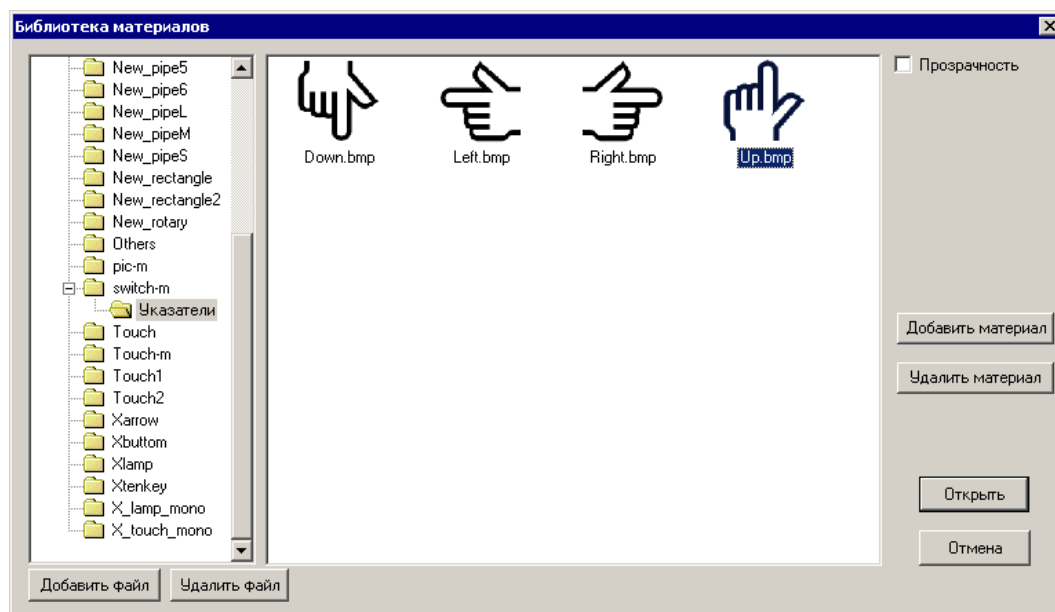 Библиотека материалов
New_pipe5
New_pipe6
New_pipeL
New_pipeM
New_pipeS
New_rectangle
New_rectangle2
New_rotary
Others
pic-m
switch-m
Указатели
Touch
Touch-m
Touch1
Touch2
Xarrow
Xbuttom
Xlamp
Xtenkey
X_lamp_mono
X_touch_mono
Down.bmp Left.bmp Right.bmp Up.bmp
Прозрачность
Добавить материал
Удалить материал
Открыть
Отмена
Добавить файл Удалить файл